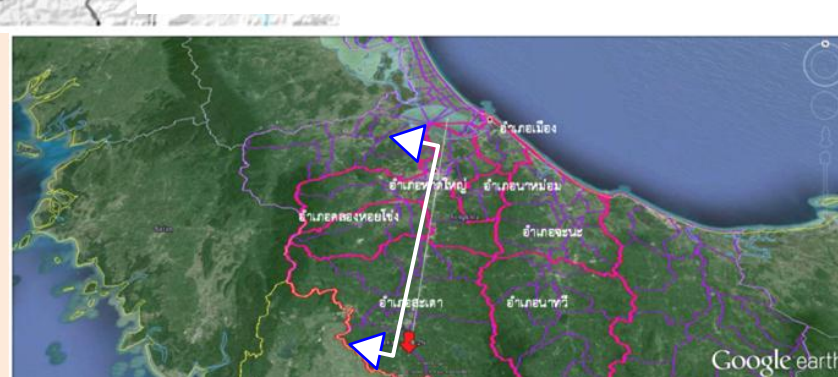 อำเภอเมือง
อำเภอหาดใหญ่
อำเภอนาหม่อม
อำเภอคลองหอยโข่ง
อำเภอจะนะ
อำเภอสะเดา
อำเภอนาทวี
Google earth